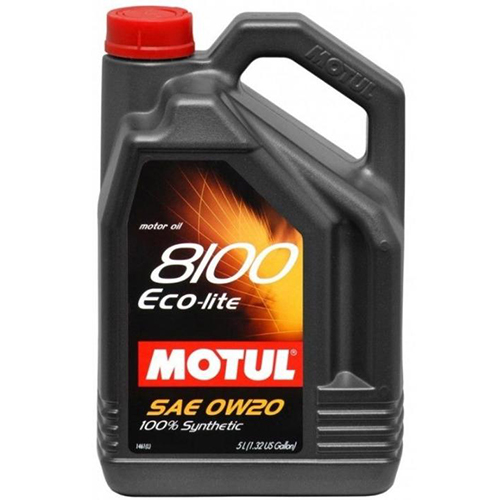 MOTUL
motor oil
8100
Eco-lite
MOTUL®
SAE 0W20
100% Synthetic
5L (1.32 US Gallon)